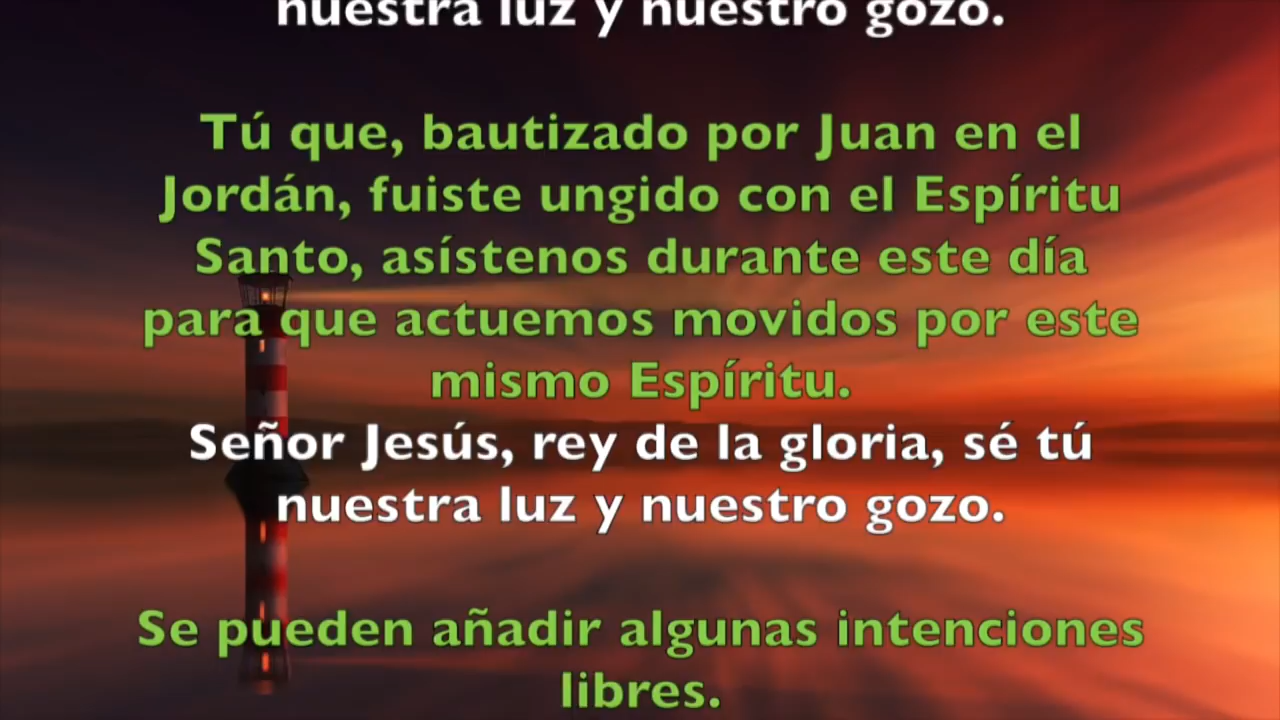 nuestra luz y nuestro gozo.
Tú que, bautizado por Juan en el
Jordán, fuiste ungido con el Espíritu
Santo, asístenos durante este día
para que actuemos movidos por este
mismo Espíritu.
Señor Jesús, rey de la gloria, sé tú
nuestra luz y nuestro gozo.
Se pueden añadir algunas intenciones
libres.